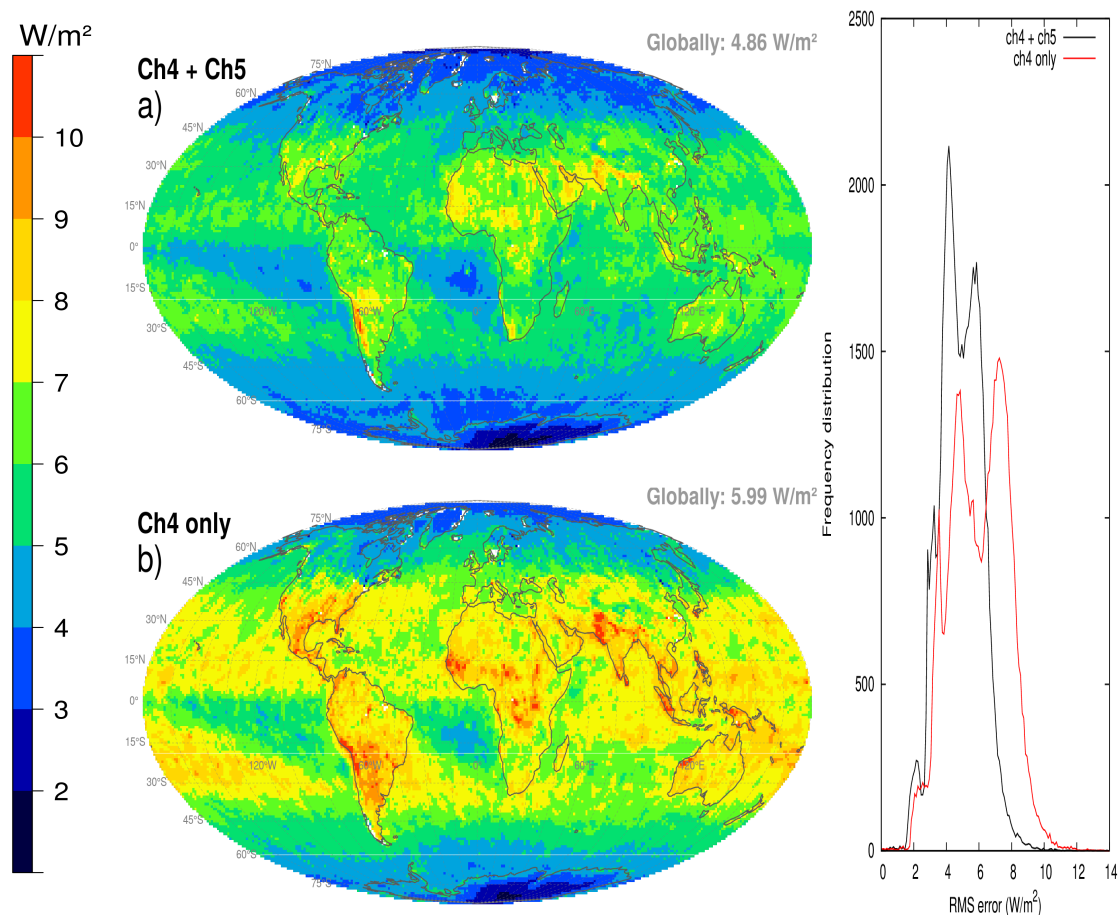 W/m²
10
9
8
7
6
5
4
3
2
Ch4 + Ch5
a)
Globally: 4.86 W/m²
75°N
60°N
45°N
30°N
15°N
0°
15°S
30°S
45°S
60°S
75°S
120°W
60°W
0°
60°E
120°E
Ch4 only
b)
Globally: 5.99 W/m²
75°N
60°N
45°N
30°N
15°N
0°
15°S
30°S
45°S
60°S
75°S
120°W
60°W
0°
60°E
120°E
ch4 + ch5
ch4 only
2500
2000
1500
1000
500
0
Frequency distribution
0 2 4 6 8 10 12 14
RMS error (W/m²)